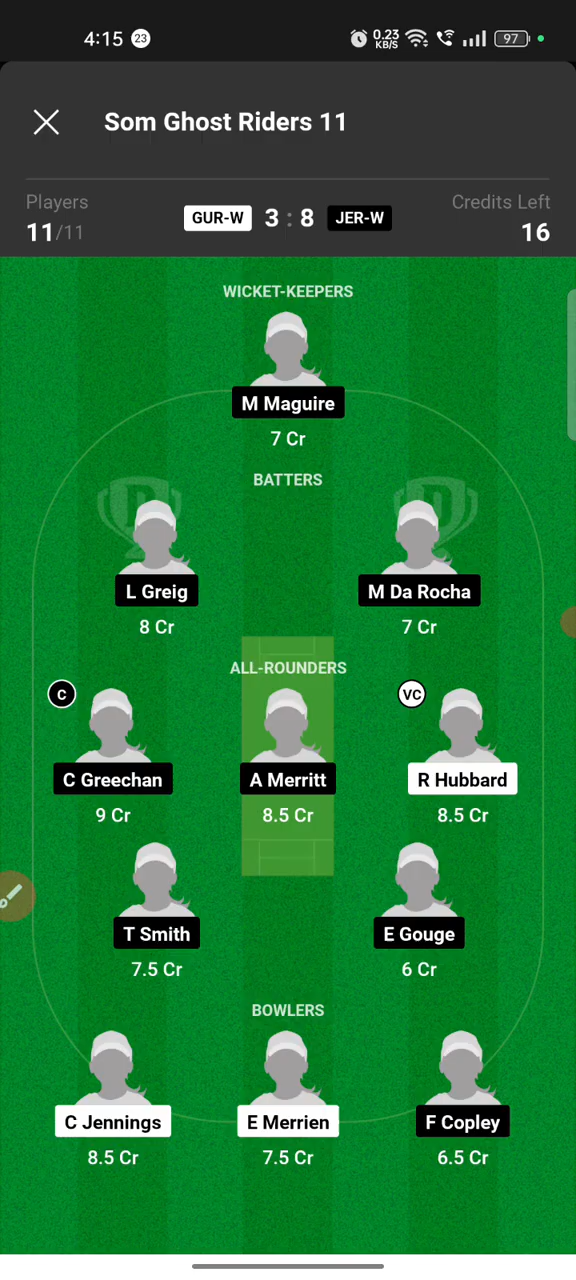 4:15 23 0.23 KB/S 97
Som Ghost Riders 11
Players Credits Left
11/11 GUR-W 3 : 8 JER-W 16
WICKET-KEEPERS
M Maguire
7 Cr
BATTERS
L Greig M Da Rocha
8 Cr 7 Cr
ALL-ROUNDERS
C VC
C Greechan A Merritt R Hubbard
9 Cr 8.5 Cr 8.5 Cr
T Smith E Gouge
7.5 Cr 6 Cr
BOWLERS
C Jennings E Merrien F Copley
8.5 Cr 7.5 Cr 6.5 Cr